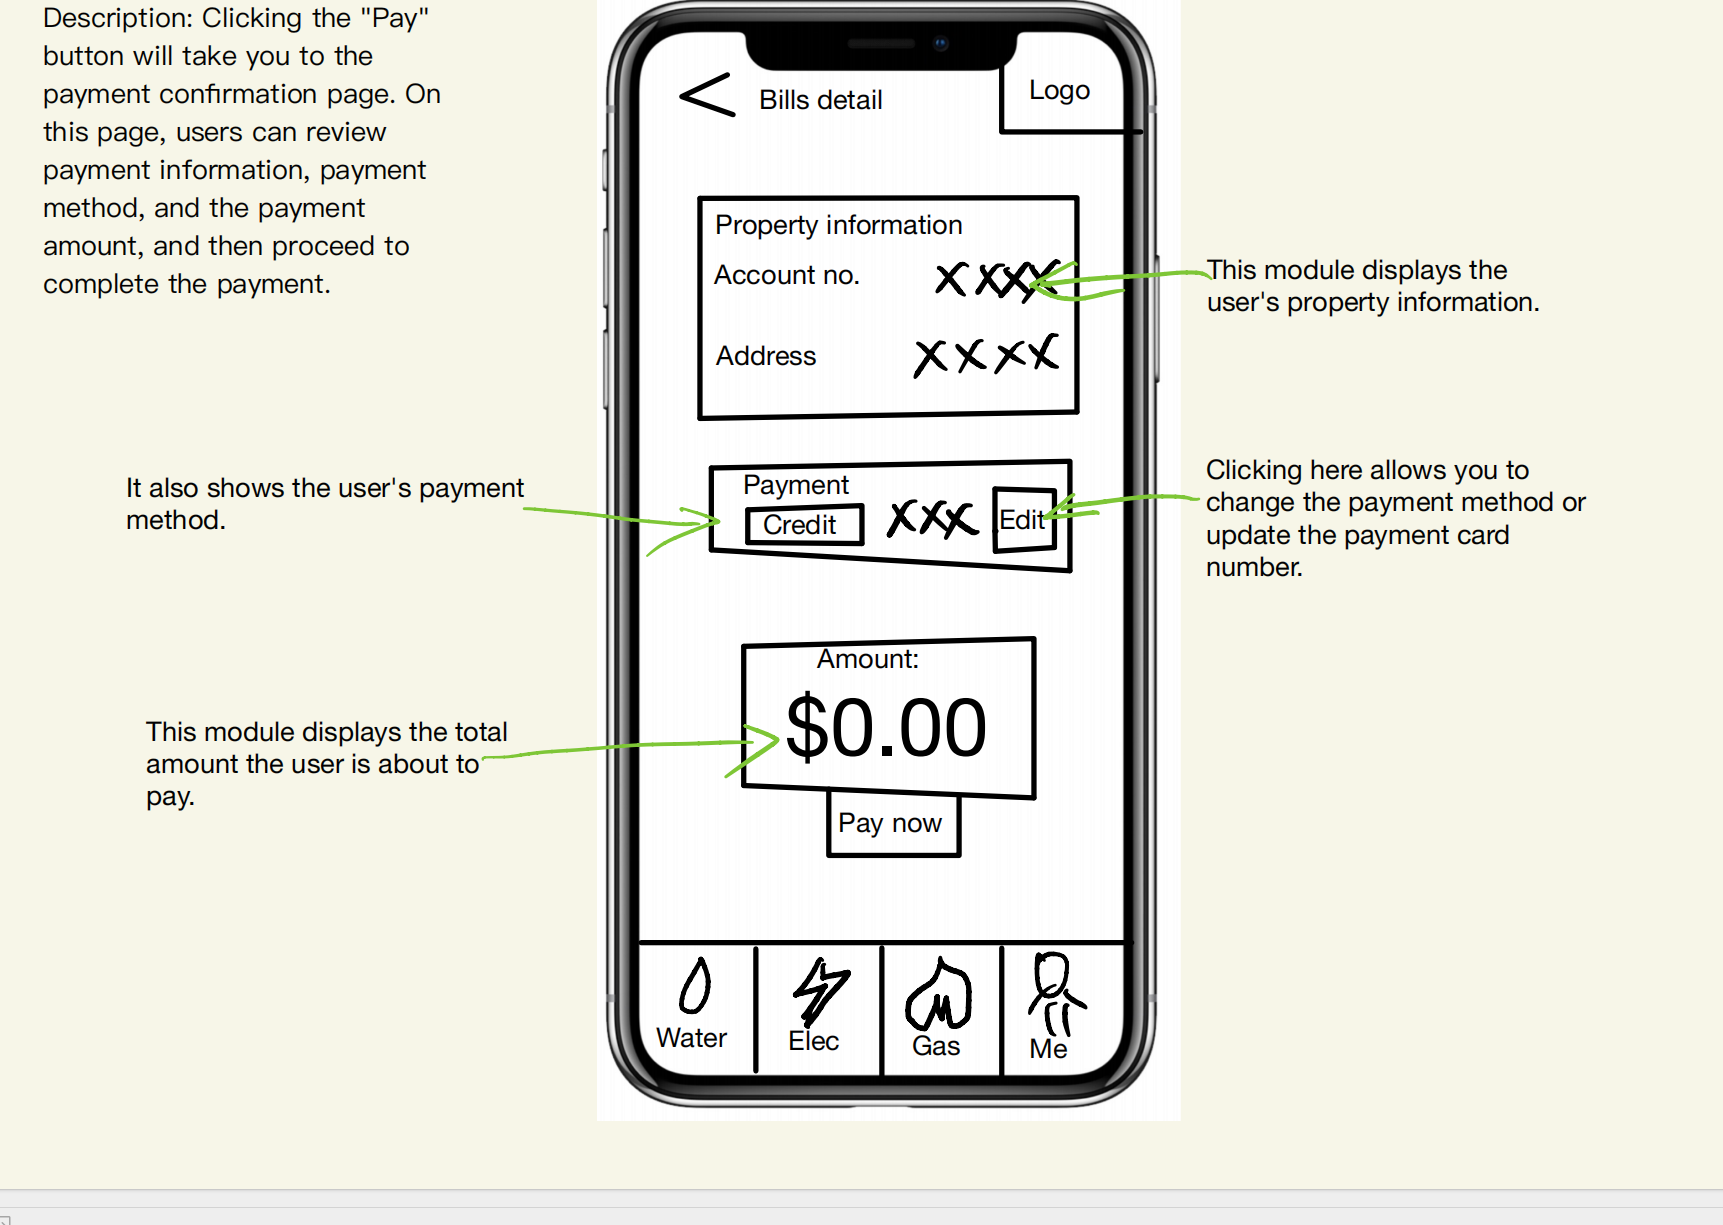 Description: Clicking the "Pay"
button will take you to the
payment confirmation page. On
this page, users can review
payment information, payment
method, and the payment
amount, and then proceed to
complete the payment.
Bills detail
Logo
Property information
Account no. xxxx
Address xxxx
This module displays the
user's property information.
It also shows the user's payment
method.
Payment
Credit xxx Edit
Clicking here allows you to
change the payment method or
update the payment card
number.
Amount:
$0.00
This module displays the total
amount the user is about to
pay.
Pay now
Water
Elec
Gas
Me